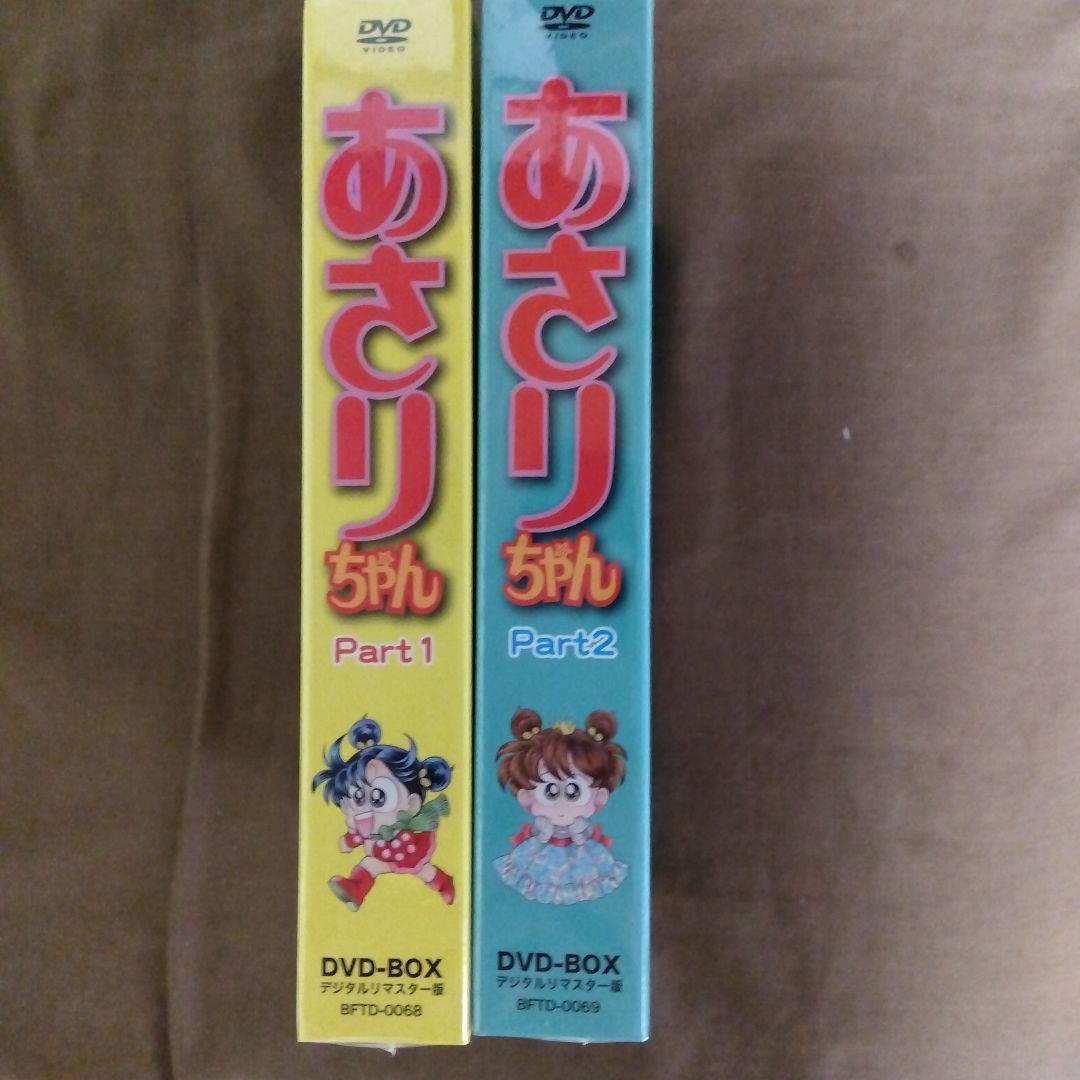 DVD
VIDEO
あさり
ちゃん
Part 1
DVD-BOX
デジタルリマスター版
BFTD-0068
DVD
VIDEO
あさり
ちゃん
Part2
DVD-BOX
デジタルリマスター版
BFTD-0069